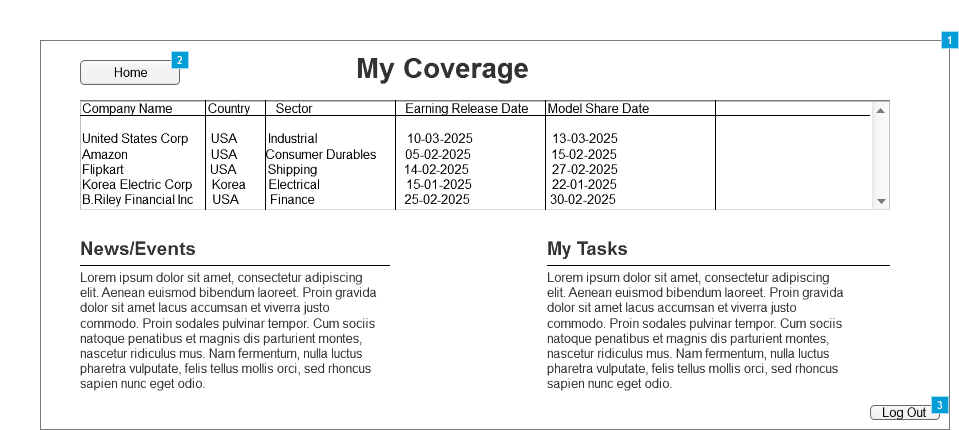 1
2
Home
My Coverage
Company Name Country Sector Earning Release Date Model Share Date
United States Corp USA Industrial 10-03-2025 13-03-2025
Amazon USA Consumer Durables 05-02-2025 15-02-2025
Flipkart USA Shipping 14-02-2025 27-02-2025
Korea Electric Corp Korea Electrical 15-01-2025 22-01-2025
B.Riley Financial Inc USA Finance 25-02-2025 30-02-2025
News/Events
Lorem ipsum dolor sit amet, consectetur adipiscing
elit. Aenean euismod bibendum laoreet. Proin gravida
dolor sit amet lacus accumsan et viverra justo
commodo. Proin sodales pulvinar tempor. Cum sociis
natoque penatibus et magnis dis parturient montes,
nascetur ridiculus mus. Nam fermentum, nulla luctus
pharetra vulputate, felis tellus mollis orci, sed rhoncus
sapien nunc eget odio.
My Tasks
Lorem ipsum dolor sit amet, consectetur adipiscing
elit. Aenean euismod bibendum laoreet. Proin gravida
dolor sit amet lacus accumsan et viverra justo
commodo. Proin sodales pulvinar tempor. Cum sociis
natoque penatibus et magnis dis parturient montes,
nascetur ridiculus mus. Nam fermentum, nulla luctus
pharetra vulputate, felis tellus mollis orci, sed rhoncus
sapien nunc eget odio.
Log Out
3